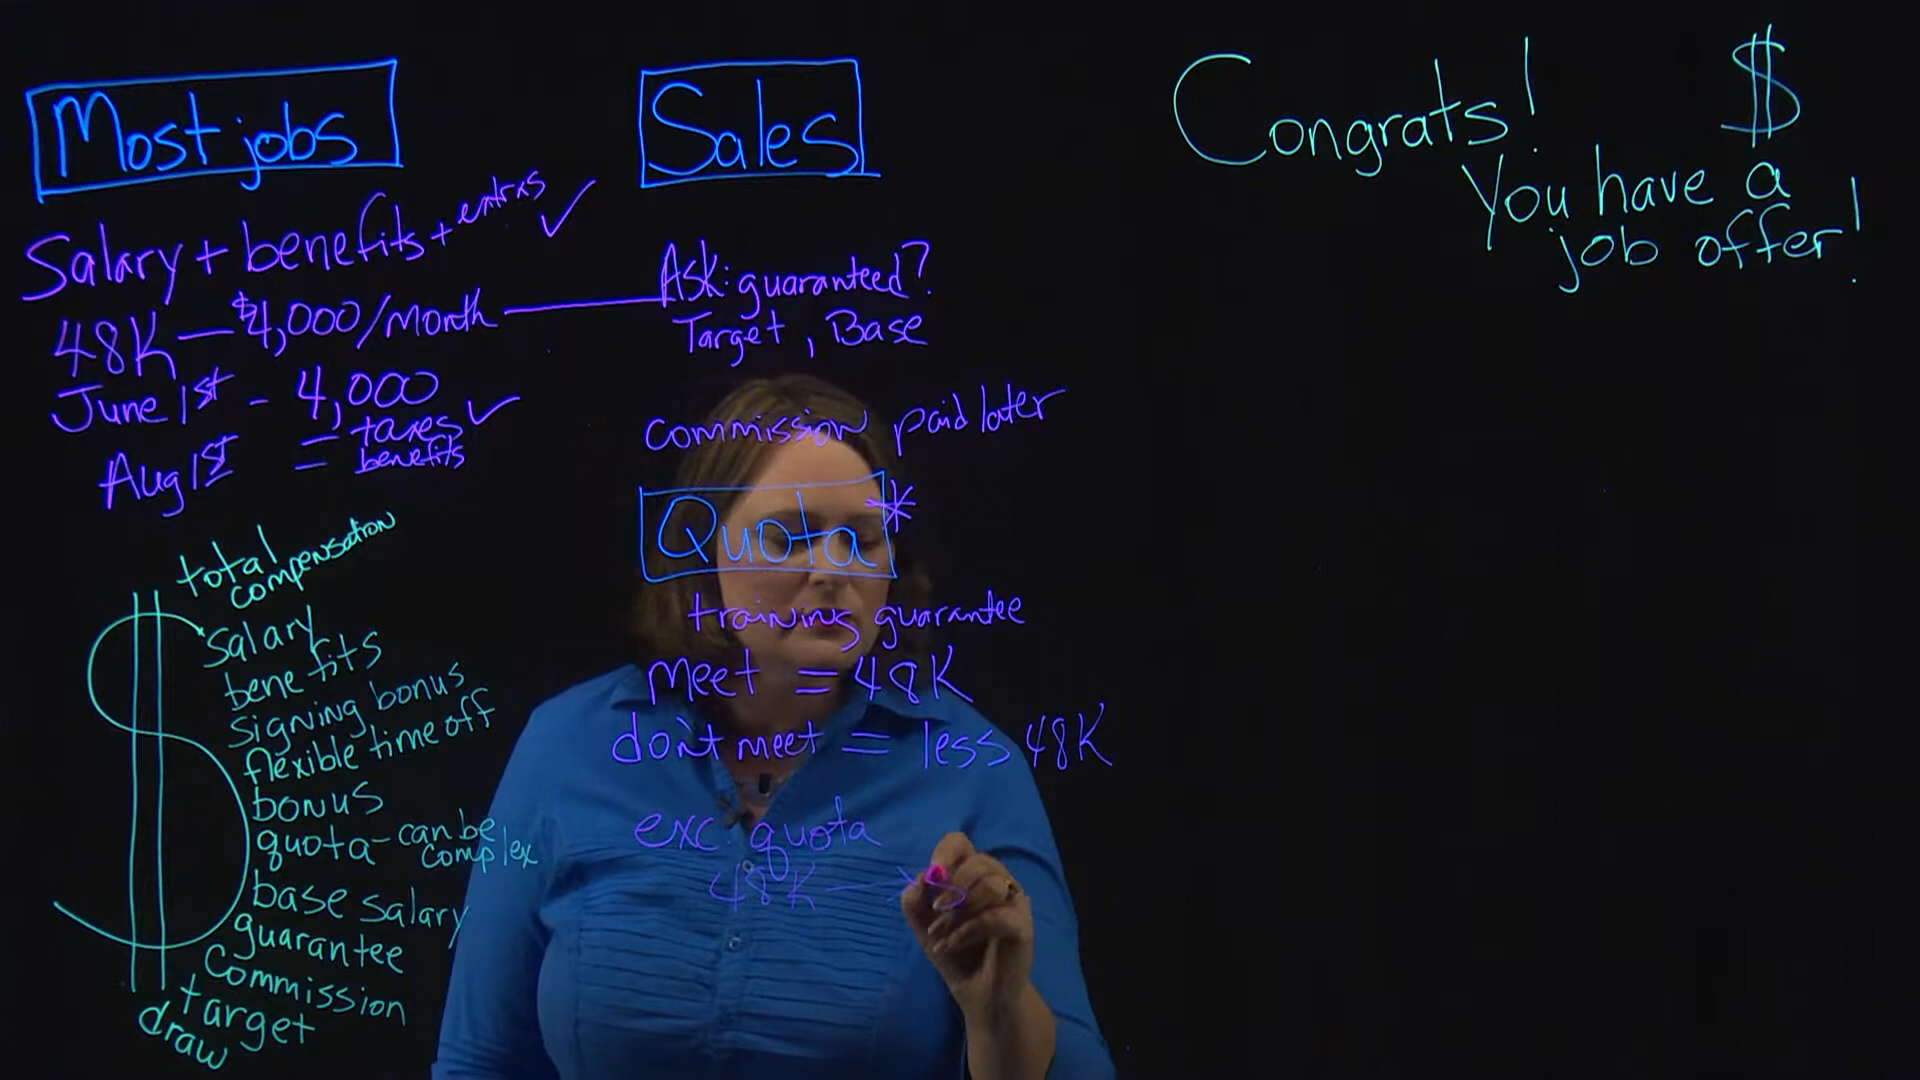 Most jobs
Salary + benefits + extras ✓
48K — $4,000/month
June 1st - 4,000
Aug 1st = taxes ✓
= benefits
total
compensation
salary
benefits
signing bonus
flexible time off
bonus
quota - can be
complex
base salary
guarantee
commission
target
draw
Sales
Ask: guaranteed?
Target, Base
commission paid later
Quota*
training guarantee
meet = 48K
don't meet = less 48K
exc. quota
48K
Congrats! $
You have a
job offer!